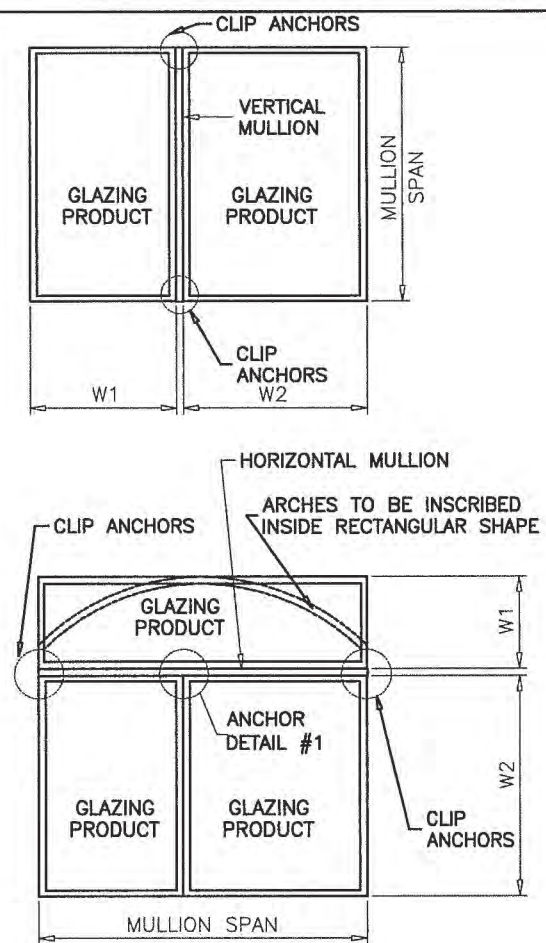 CLIP ANCHORS
VERTICAL
MULLION
MULLION
SPAN
GLAZING
PRODUCT
GLAZING
PRODUCT
CLIP
ANCHORS
W1
W2
HORIZONTAL MULLION
ARCHES TO BE INSCRIBED
INSIDE RECTANGULAR SHAPE
CLIP ANCHORS
GLAZING
PRODUCT
W1
ANCHOR
DETAIL #1
W2
GLAZING
PRODUCT
GLAZING
PRODUCT
CLIP
ANCHORS
MULLION SPAN